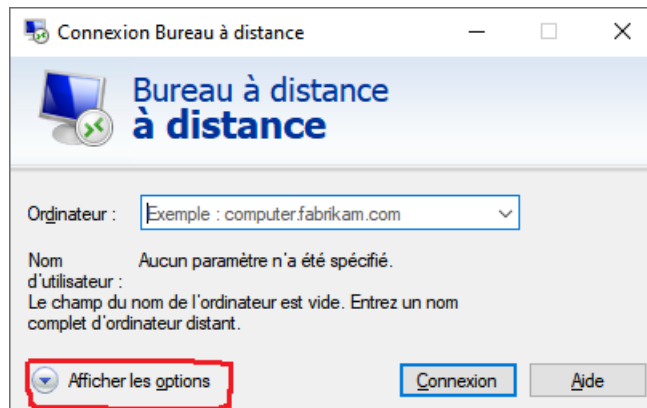 Connexion Bureau à distance
Bureau à distance
à distance
Ordinateur :
Exemple : computer.fabrikam.com
Nom
d'utilisateur :
Aucun paramètre n'a été spécifié.
Le champ du nom de l'ordinateur est vide. Entrez un nom
complet d'ordinateur distant.
Afficher les options
Connexion
Aide